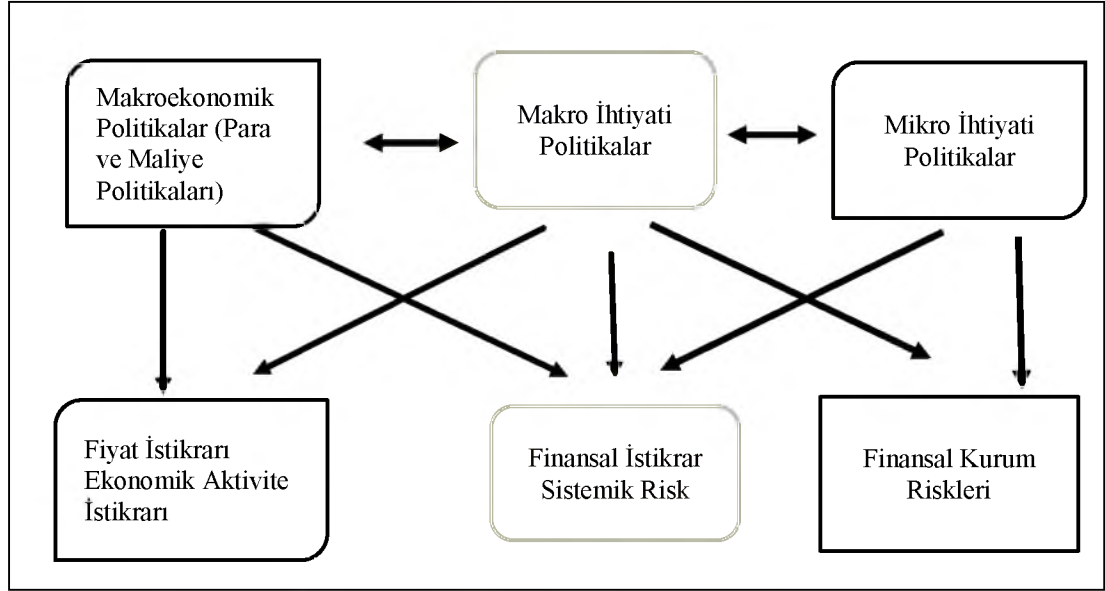 Makroekonomik
Politikalar (Para
ve Maliye
Politikaları)
Makro İhtiyati
Politikalar
Mikro İhtiyati
Politikalar
Fiyat İstikrarı
Ekonomik Aktivite
İstikrarı
Finansal İstikrar
Sistemik Risk
Finansal Kurum
Riskleri